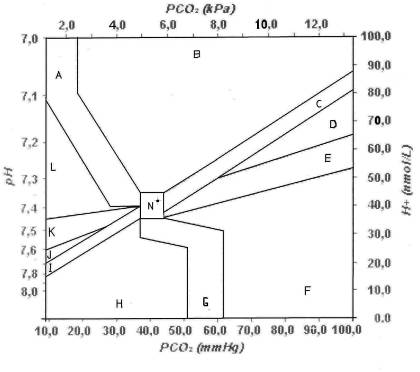 PCO₂ (kPa)
2,0 4,0 6,0 8,0 10,0 12,0
7,0 100,0
B
A 90,0
7,1 80,0
C
D 70,0
7,2 60,0
L E
7,3 50,0
pH H+ (nmol/L)
7,4 N* 40,0
7,5 K 30,0
7,6 J 20,0
7,8 I
8,0 H G F 10,0
0.0
10,0 20,0 30,0 40,0 50,0 60,0 70,0 80,0 90,0 100,0
PCO₂ (mmHg)